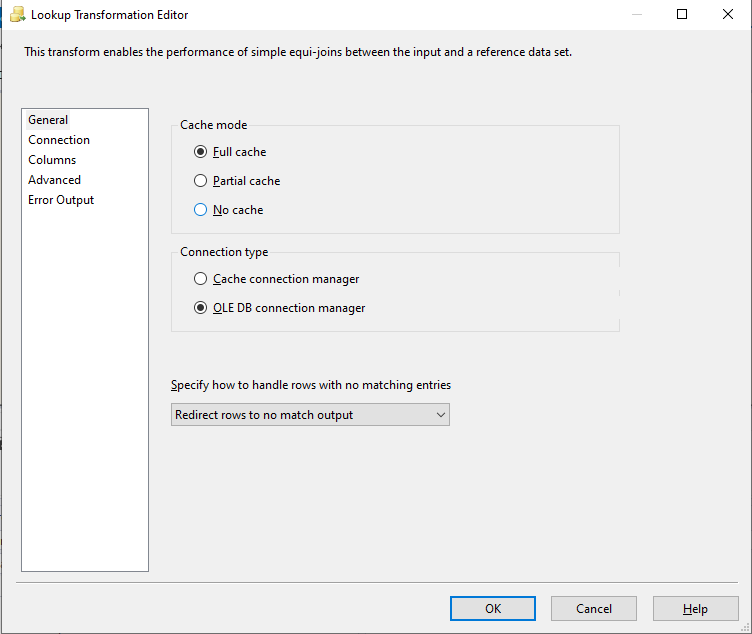 Lookup Transformation Editor
This transform enables the performance of simple equi-joins between the input and a reference data set.
General
Connection
Columns
Advanced
Error Output
Cache mode
Full cache
Partial cache
No cache
Connection type
Cache connection manager
OLE DB connection manager
Specify how to handle rows with no matching entries
Redirect rows to no match output
OK
Cancel
Help